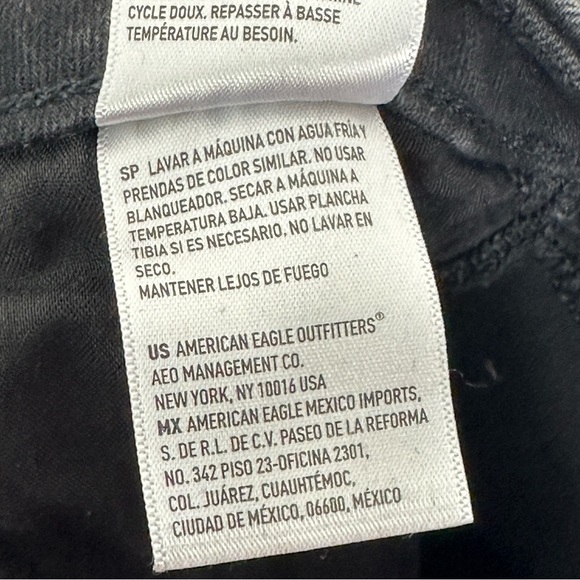 CYCLE DOUX. REPASSER À BASSE
TEMPÉRATURE AU BESOIN.
SP LAVAR A MÁQUINA CON AGUA FRÍA Y
PRENDAS DE COLOR SIMILAR. NO USAR
BLANQUEADOR. SECAR A MÁQUINA A
TEMPERATURA BAJA. USAR PLANCHA
TIBIA SI ES NECESARIO. NO LAVAR EN
SECO.
MANTENER LEJOS DE FUEGO
US AMERICAN EAGLE OUTFITTERS®
AEO MANAGEMENT CO.
NEW YORK, NY 10016 USA
MX AMERICAN EAGLE MEXICO IMPORTS,
S. DE R.L. DE C.V. PASEO DE LA REFORMA
NO. 342 PISO 23-OFICINA 2301,
COL. JUÁREZ, CUAUHTÉMOC,
CIUDAD DE MÉXICO, 06600, MÉXICO